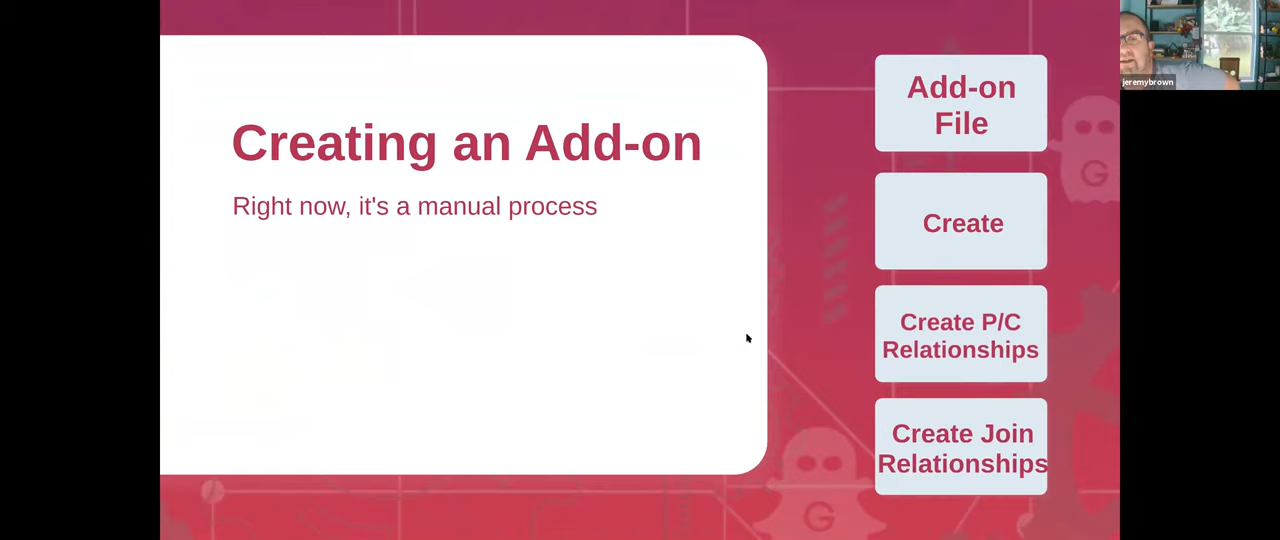 Creating an Add-on
Right now, it's a manual process
Add-on
File
Create
Create P/C
Relationships
Create Join
Relationships
G
G
jeremybrown